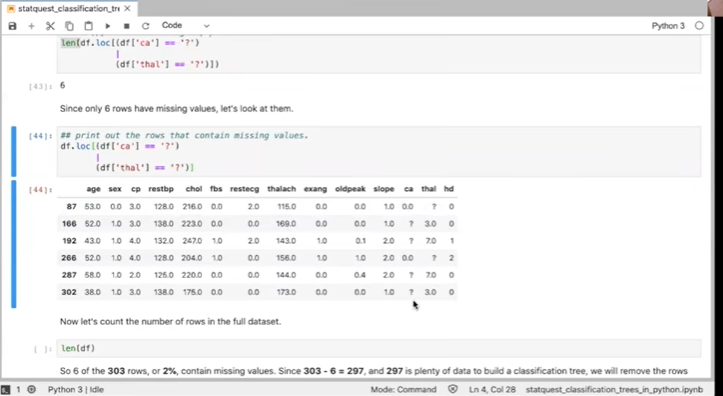 statquest_classification_tre
Code
Python 3
len(df.loc[(df['ca'] == '?')
|
(df['thal'] == '?')])
[43]: 6
Since only 6 rows have missing values, let's look at them.
[44]: ## print out the rows that contain missing values.
df.loc[(df['ca'] == '?')
|
(df['thal'] == '?')]
[44]: age sex cp restbp chol fbs restecg thalach exang oldpeak slope ca thal hd
87 53.0 0.0 3.0 128.0 216.0 0.0 2.0 115.0 0.0 0.0 1.0 0.0 ? 0
166 52.0 1.0 3.0 138.0 223.0 0.0 0.0 169.0 0.0 0.0 1.0 ? 3.0 0
192 43.0 1.0 4.0 132.0 247.0 1.0 2.0 143.0 1.0 0.1 2.0 ? 7.0 1
266 52.0 1.0 4.0 128.0 204.0 1.0 0.0 156.0 1.0 1.0 2.0 0.0 ? 2
287 58.0 1.0 2.0 125.0 220.0 0.0 0.0 144.0 0.0 0.4 2.0 ? 7.0 0
302 38.0 1.0 3.0 138.0 175.0 0.0 0.0 173.0 0.0 0.0 1.0 ? 3.0 0
Now let's count the number of rows in the full dataset.
[ ]: len(df)
So 6 of the 303 rows, or 2%, contain missing values. Since 303 - 6 = 297, and 297 is plenty of data to build a classification tree, we will remove the rows
1 Python 3 | Idle Mode: Command Ln 4, Col 28 statquest_classification_trees_in_python.ipynb